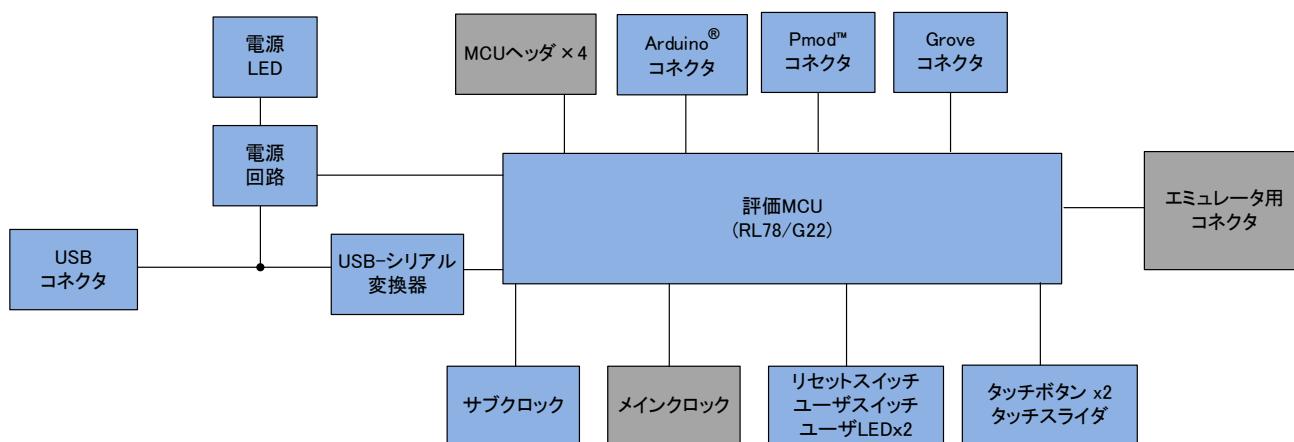 電源
LED
MCUヘッダ×4
Arduino®
コネクタ
Pmod™
コネクタ
Grove
コネクタ
電源
回路
評価MCU
(RL78/G22)
エミュレータ用
コネクタ
USB
コネクタ
USB-シリアル
変換器
サブクロック
メインクロック
リセットスイッチ
ユーザスイッチ
ユーザLEDx2
タッチボタン x2
タッチスライダ